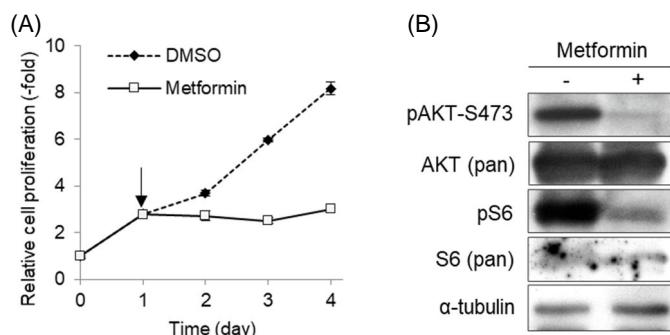 (A)
Relative cell proliferation (-fold)
10
8
6
4
2
0
DMSO
Metformin
0 1 2 3 4
Time (day)
(B)
Metformin
- +
pAKT-S473
AKT (pan)
pS6
S6 (pan)
α-tubulin